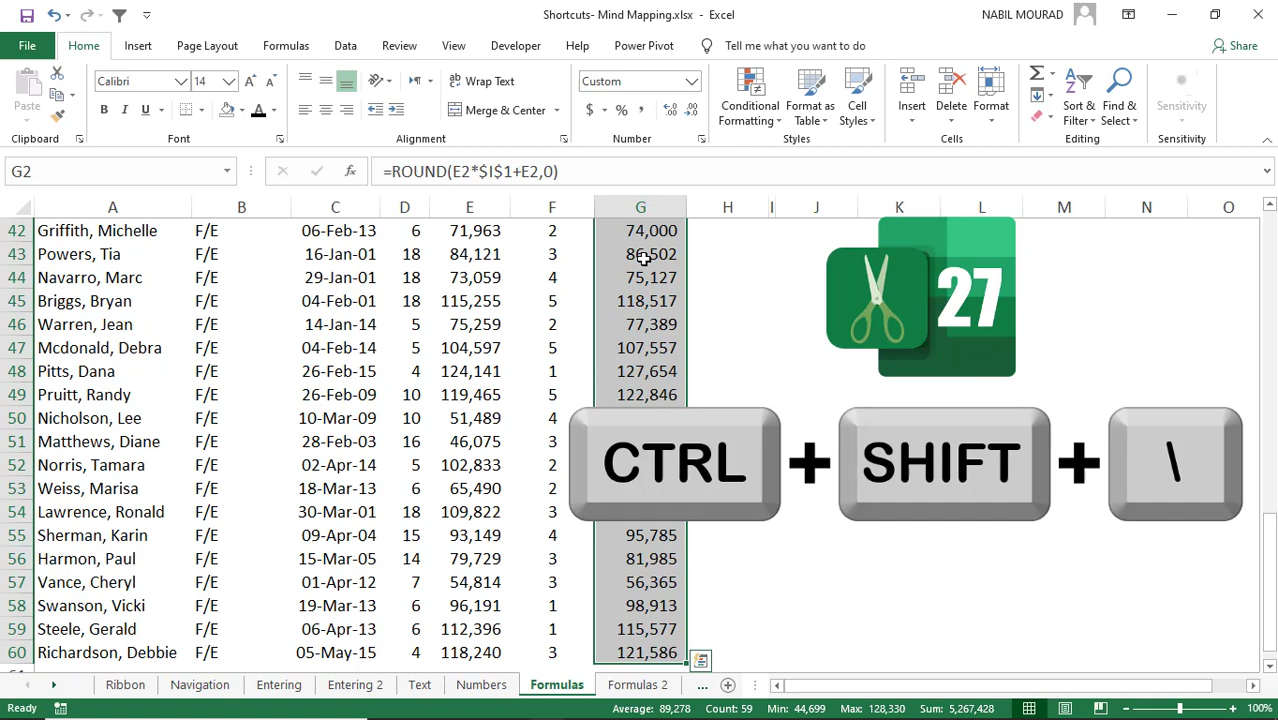 Shortcuts- Mind Mapping.xlsx - Excel
NABIL MOURAD
File Home Insert Page Layout Formulas Data Review View Developer Help Power Pivot Tell me what you want to do Share
Paste
Calibri 14
B I U A
Wrap Text
Merge & Center
Custom
$ % ,
Conditional Formatting
Format as Table
Cell Styles
Insert
Delete
Format
Sort & Filter
Find & Select
Sensitivity
Clipboard Font Alignment Number Styles Cells Editing Sensitivity
G2 fx =ROUND(E2*$I$1+E2,0)
A B C D E F G H I J K L M N O
42 Griffith, Michelle F/E 06-Feb-13 6 71,963 2 74,000
43 Powers, Tia F/E 16-Jan-01 18 84,121 3
44 Navarro, Marc F/E 29-Jan-01 18 73,059 4 75,127
45 Briggs, Bryan F/E 04-Feb-01 18 115,255 5 118,517
46 Warren, Jean F/E 14-Jan-14 5 75,259 2 77,389
47 Mcdonald, Debra F/E 04-Feb-14 5 104,597 5 107,557
48 Pitts, Dana F/E 26-Feb-15 4 124,141 1 127,654
49 Pruitt, Randy F/E 26-Feb-09 10 119,465 5 122,846
50 Nicholson, Lee F/E 10-Mar-09 10 51,489 4
51 Matthews, Diane F/E 28-Feb-03 16 46,075 3
52 Norris, Tamara F/E 02-Apr-14 5 102,833 2
53 Weiss, Marisa F/E 18-Mar-13 6 65,490 2
54 Lawrence, Ronald F/E 30-Mar-01 18 109,822 3
55 Sherman, Karin F/E 09-Apr-04 15 93,149 4 95,785
56 Harmon, Paul F/E 15-Mar-05 14 79,729 3 81,985
57 Vance, Cheryl F/E 01-Apr-12 7 54,814 3 56,365
58 Swanson, Vicki F/E 19-Mar-13 6 96,191 1 98,913
59 Steele, Gerald F/E 06-Apr-13 6 112,396 1 115,577
60 Richardson, Debbie F/E 05-May-15 4 118,240 3 121,586
27
CTRL + SHIFT + \
Ribbon Navigation Entering Entering 2 Text Numbers Formulas Formulas 2 ...
Ready Average: 89,278 Count: 59 Min: 44,699 Max: 128,330 Sum: 5,267,428 100%